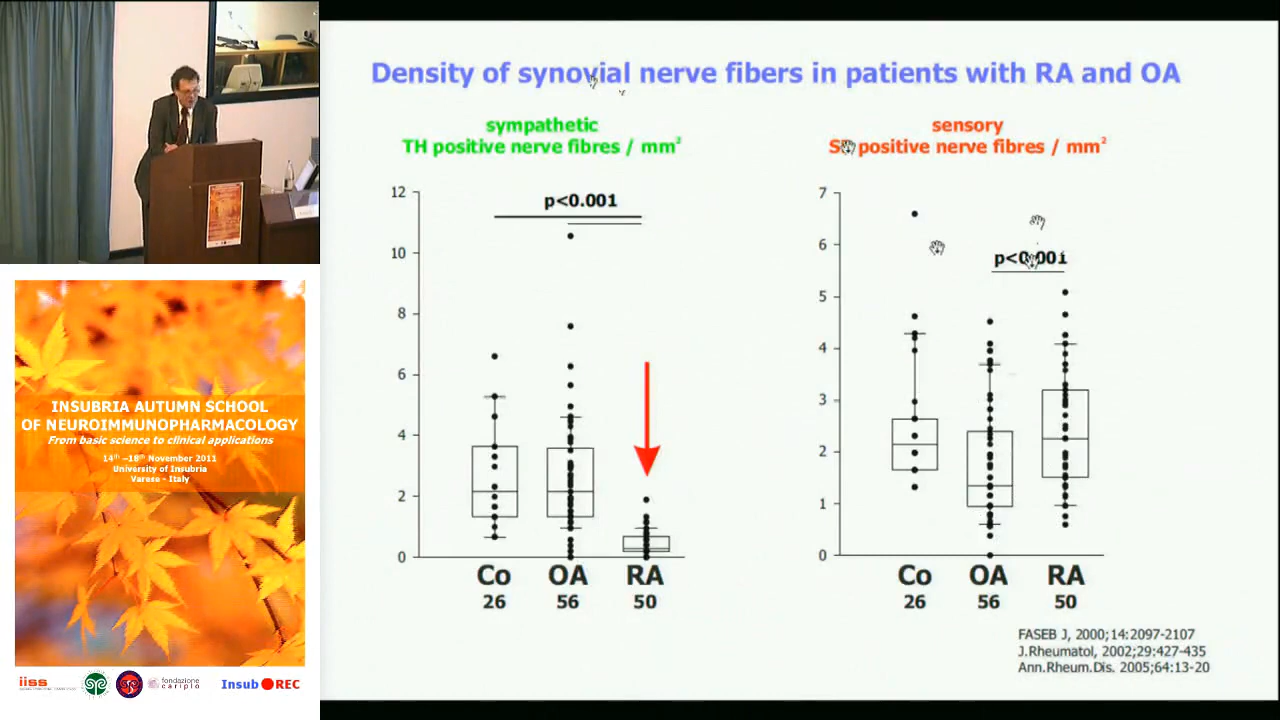 Density of synovial nerve fibers in patients with RA and OA
sympathetic
TH positive nerve fibres / mm²
12
10
8
6
4
2
0
p<0.001
Co
OA
RA
26
56
50
sensory
positive nerve fibres / mm²
7
6
5
4
3
2
1
0
p<0.001
Co
OA
RA
26
56
50
FASEB J, 2000;14:2097-2107
J.Rheumatol, 2002;29:427-435
Ann.Rheum.Dis. 2005;64:13-20
INSUBRIA AUTUMN SCHOOL
OF NEUROIMMUNOPHARMACOLOGY
From basic science to clinical applications
14th –18th November 2011
University of Insubria
Varese - Italy
iiss
fondazione
cariplo
Insub REC